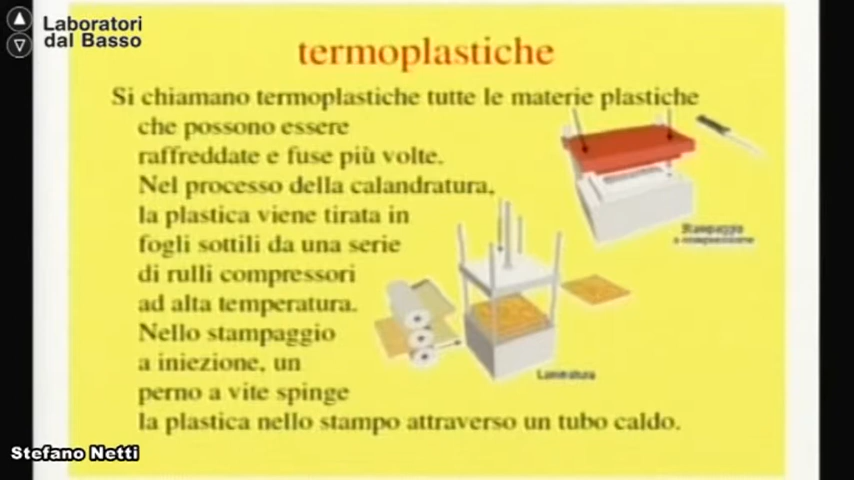 Laboratori
dal Basso
termoplastiche
Si chiamano termoplastiche tutte le materie plastiche
che possono essere
raffreddate e fuse più volte.
Nel processo della calandratura,
la plastica viene tirata in
fogli sottili da una serie
di rulli compressori
ad alta temperatura.
Nello stampaggio
a iniezione, un
perno a vite spinge
la plastica nello stampo attraverso un tubo caldo.
Stampaggio
a compressione
Laminatura
Stefano Netti